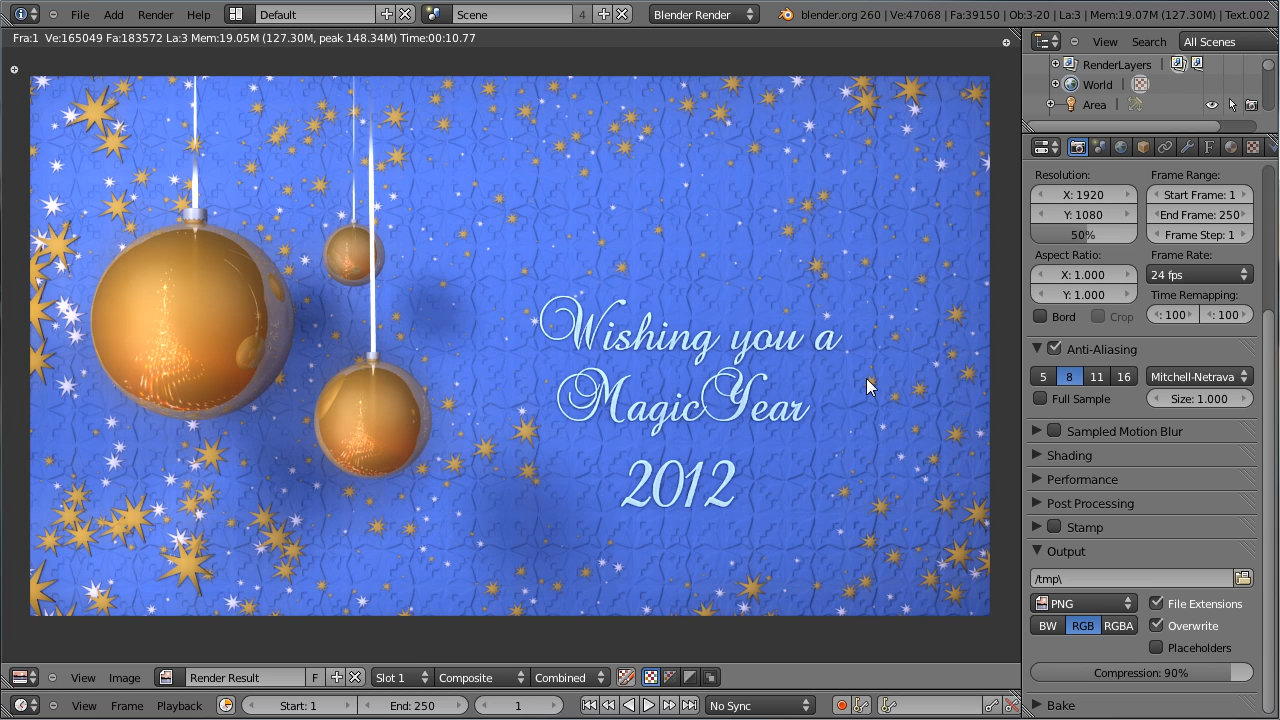 File Add Render Help Default Scene 4 Blender Render blender.org 260 | Ve:47068 | Fa:39150 | Ob:3-20 | La:3 | Mem:19.07M (127.30M) | Text.002
Fra:1 Ve:165049 Fa:183572 La:3 Mem:19.05M (127.30M, peak 148.34M) Time:00:10.77
View Search All Scenes
RenderLayers
World
Area
Resolution: Frame Range:
X: 1920 Start Frame: 1
Y: 1080 End Frame: 250
50% Frame Step: 1
Aspect Ratio: Frame Rate:
X: 1.000 24 fps
Y: 1.000 Time Remapping:
Bord Crop : 100 : 100
Anti-Aliasing
5 8 11 16 Mitchell-Netrava
Full Sample Size: 1.000
Sampled Motion Blur
Shading
Performance
Post Processing
Stamp
Output
/tmp\
PNG File Extensions
BW RGB RGBA Overwrite
Placeholders
Compression: 90%
Bake
Wishing you a
Magic Year
2012
View Image Render Result F Slot 1 Composite Combined
View Frame Playback Start: End: 250 1 No Sync